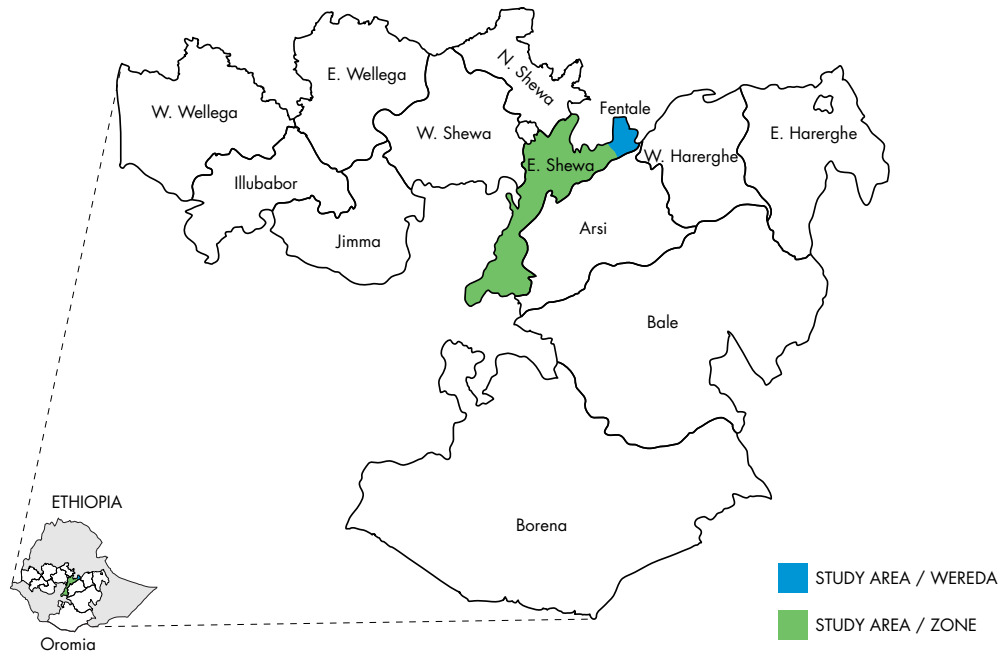 N. Shewa
E. Wellega
W. Wellega
Fentale
W. Shewa
E. Harerghe
W. Harerghe
E. Shewa
Illubabor
Arsi
Jimma
Bale
Borena
ETHIOPIA
Oromia
STUDY AREA / WEREDA
STUDY AREA / ZONE